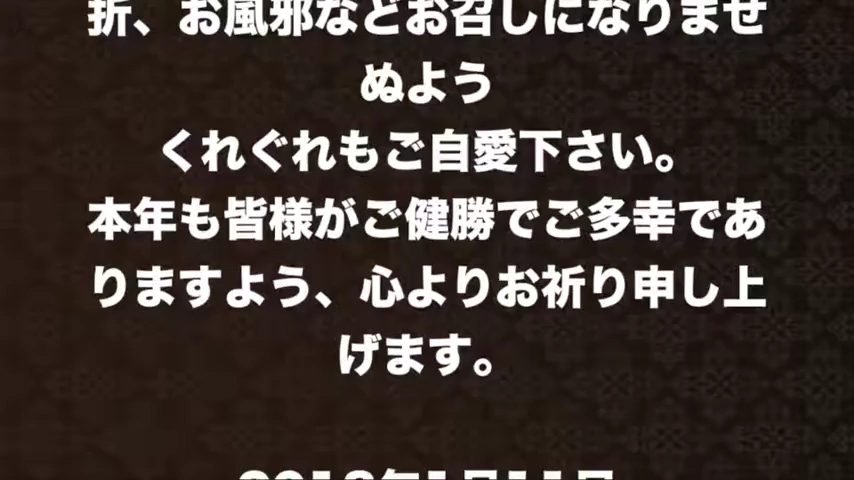 折、お風邪などお召しになりませ
ぬよう
くれぐれもご自愛下さい。
本年も皆様がご健勝でご多幸であ
りますよう、心よりお祈り申し上
げます。